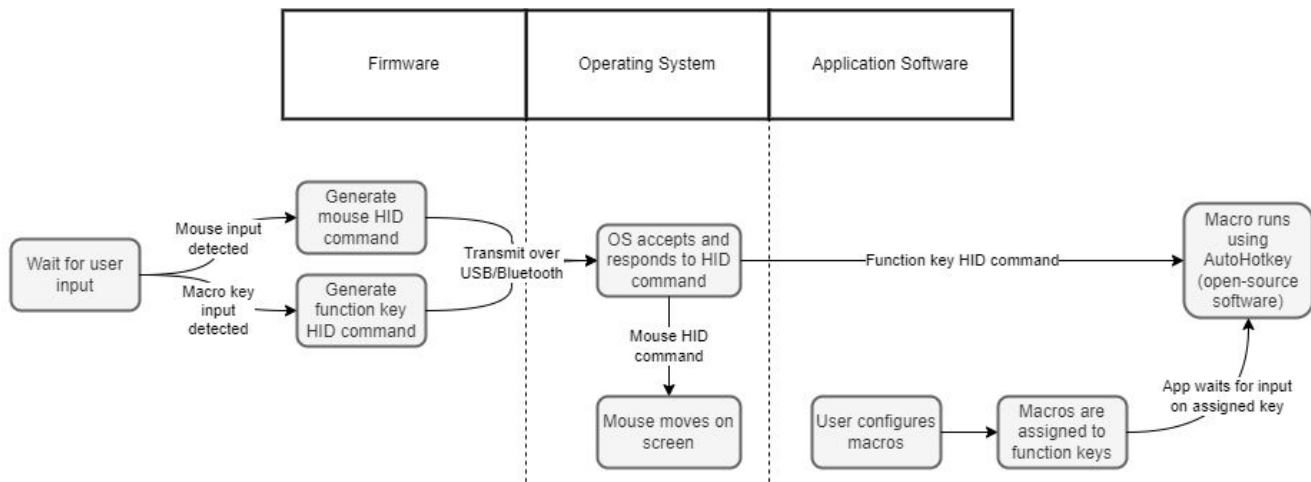 Firmware
Operating System
Application Software
Wait for user
input
Mouse input
detected
Macro key
input
detected
Generate
mouse HID
command
Generate
function key
HID command
Transmit over
USB/Bluetooth
OS accepts and
responds to HID
command
Mouse HID
command
Mouse moves on
screen
Function key HID command
Macro runs
using
AutoHotkey
(open-source
software)
User configures
macros
Macros are
assigned to
function keys
App waits for input
on assigned key